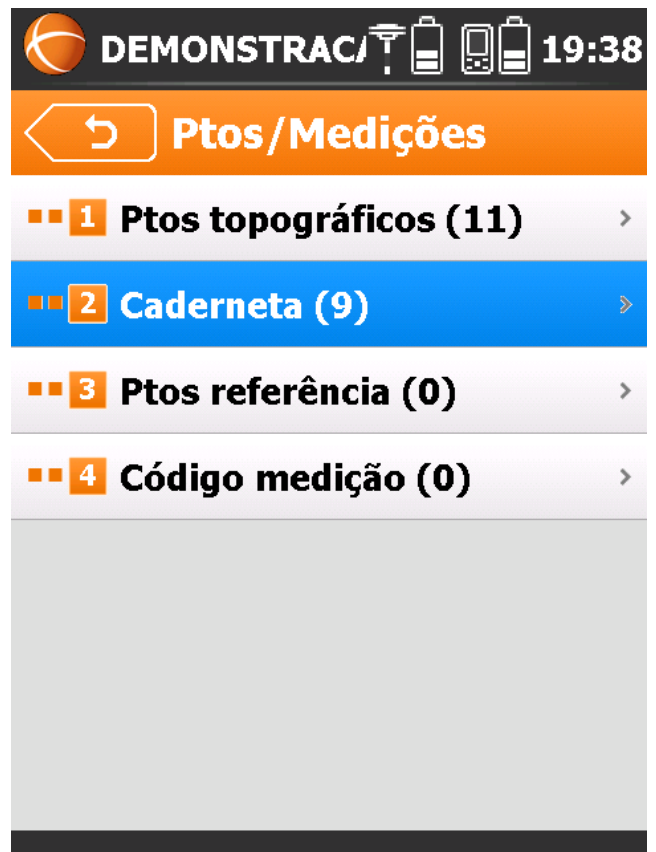 DEMONSTRAC 19:38
Ptos/Medições
1 Ptos topográficos (11)
2 Caderneta (9)
3 Ptos referência (0)
4 Código medição (0)